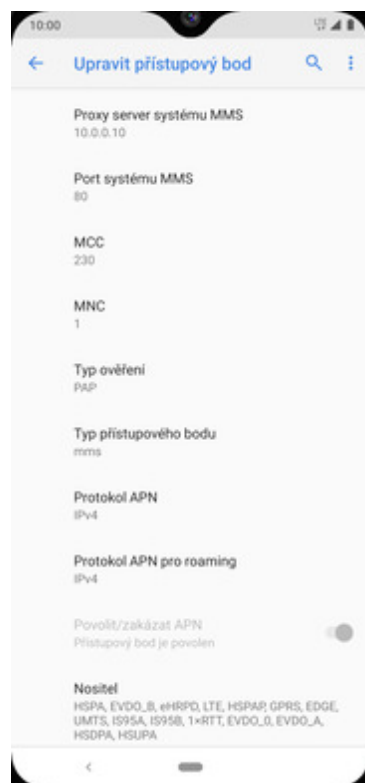 10:00
LTE
Upravit přístupový bod
Proxy server systému MMS
10.0.0.10
Port systému MMS
80
MCC
230
MNC
1
Typ ověření
PAP
Typ přístupového bodu
mms
Protokol APN
IPv4
Protokol APN pro roaming
IPv4
Povolit/zakázat APN
Přístupový bod je povolen
Nositel
HSPA, EVDO_B, eHRPD, LTE, HSPAP, GPRS, EDGE,
UMTS, IS95A, IS95B, 1×RTT, EVDO_0, EVDO_A,
HSDPA, HSUPA